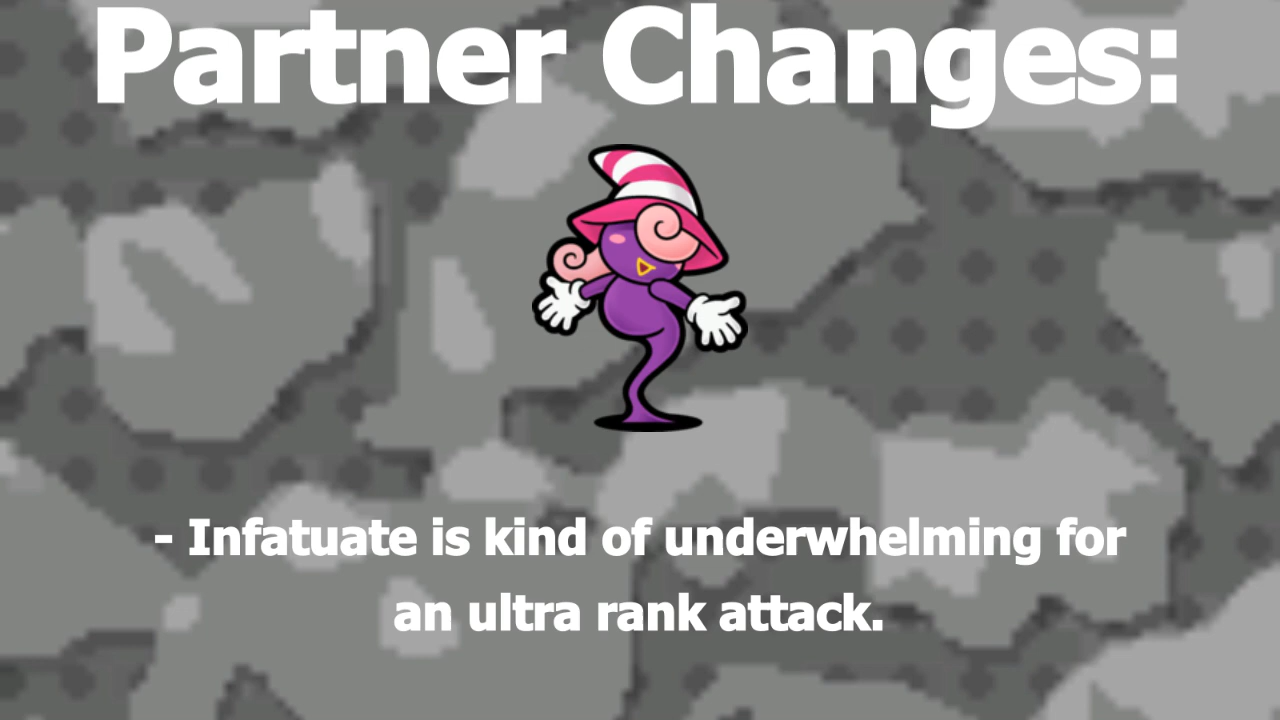 Partner Changes:
- Infatuate is kind of underwhelming for
an ultra rank attack.